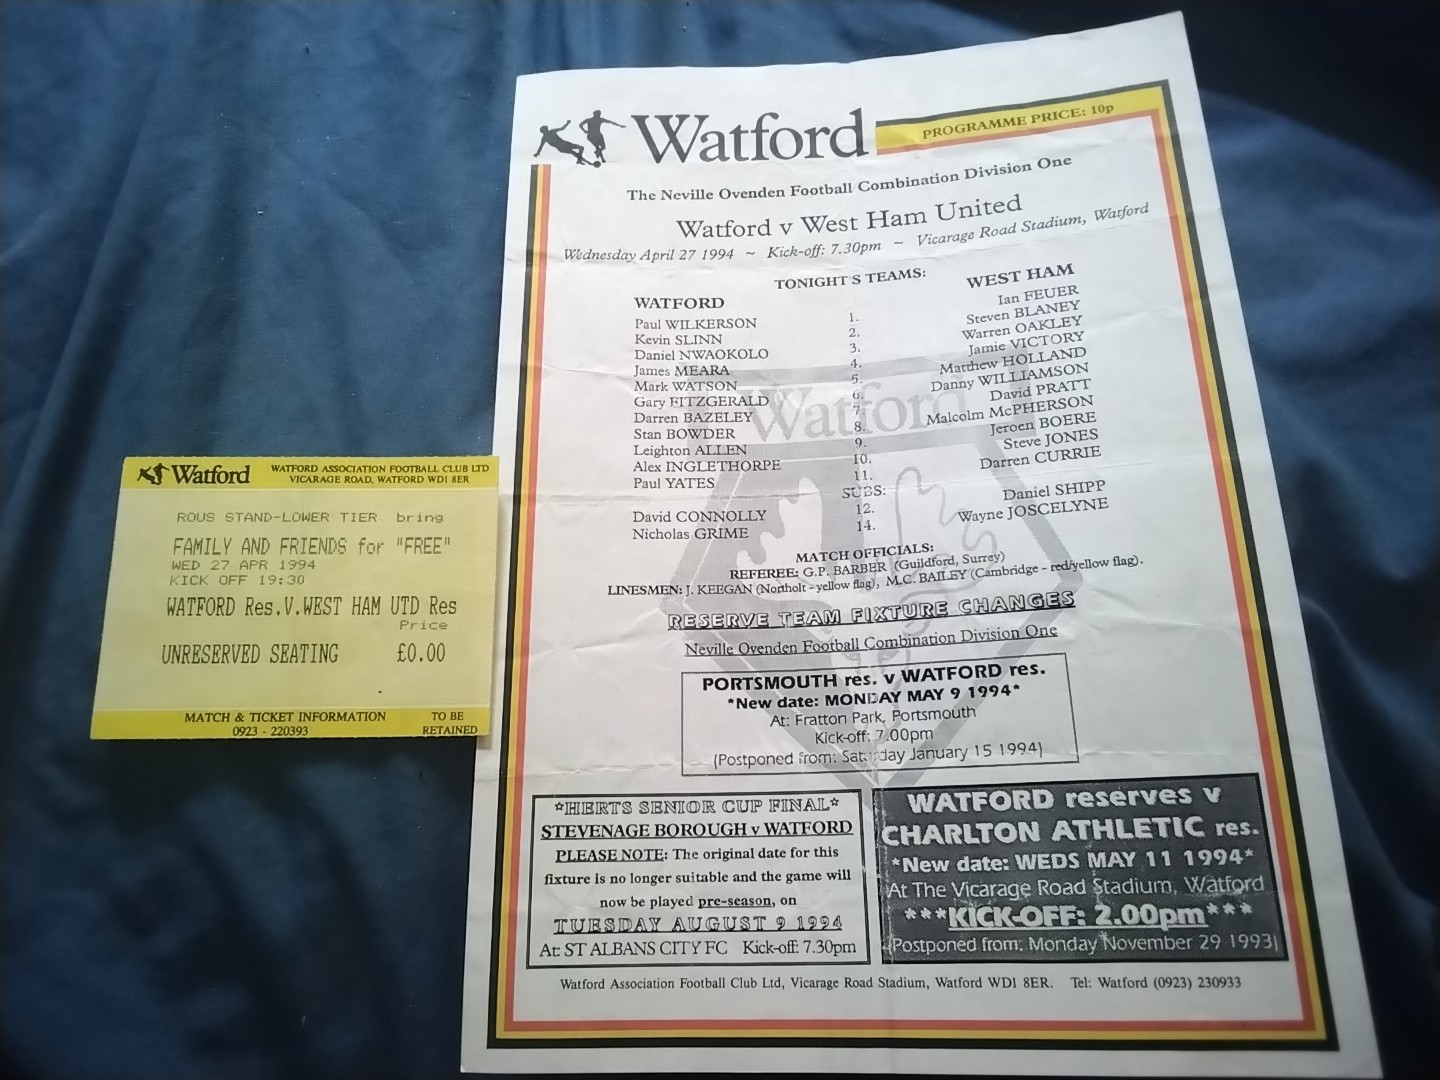 Watford
WATFORD ASSOCIATION FOOTBALL CLUB LTD
VICARAGE ROAD, WATFORD WD1 8ER
ROUS STAND-LOWER TIER bring
FAMILY AND FRIENDS for "FREE"
WED 27 APR 1994
KICK OFF 19:30
WATFORD Res.V.WEST HAM UTD Res
Price
UNRESERVED SEATING £0.00
MATCH & TICKET INFORMATION
0923 - 220393
TO BE
RETAINED
Watford
PROGRAMME PRICE: 10p
The Neville Ovenden Football Combination Division One
Watford v West Ham United
Wednesday April 27 1994 ~ Kick-off: 7.30pm ~ Vicarage Road Stadium, Watford
TONIGHT'S TEAMS:
WATFORD WEST HAM
Paul WILKERSON 1. Ian FEUER
Kevin SLINN 2. Steven BLANEY
Daniel NWAOKOLO 3. Warren OAKLEY
James MEARA 4. Jamie VICTORY
Mark WATSON 5. Matthew HOLLAND
Gary FITZGERALD 6. Danny WILLIAMSON
Darren BAZELEY 7. David PRATT
Stan BOWDER 8. Malcolm McPHERSON
Leighton ALLEN 9. Jeroen BOERE
Alex INGLETHORPE 10. Steve JONES
Paul YATES 11. Darren CURRIE
SUBS:
David CONNOLLY 12. Daniel SHIPP
Nicholas GRIME 14. Wayne JOSCELYNE
Watford
MATCH OFFICIALS:
REFEREE: G.P. BARBER (Guildford, Surrey)
LINESMEN: J. KEEGAN (Northolt - yellow flag), M.C. BAILEY (Cambridge - red/yellow flag).
RESERVE TEAM FIXTURE CHANGES
Neville Ovenden Football Combination Division One
PORTSMOUTH res. v WATFORD res.
*New date: MONDAY MAY 9 1994*
At: Fratton Park, Portsmouth
Kick-off: 7.00pm
(Postponed from: Saturday January 15 1994)
*HERTS SENIOR CUP FINAL*
STEVENAGE BOROUGH v WATFORD
PLEASE NOTE: The original date for this
fixture is no longer suitable and the game will
now be played pre-season, on
TUESDAY AUGUST 9 1994
At: ST ALBANS CITY FC Kick-off: 7.30pm
WATFORD reserves v
CHARLTON ATHLETIC res.
*New date: WEDS MAY 11 1994*
At The Vicarage Road Stadium, Watford
***KICK-OFF: 2.00pm***
(Postponed from: Monday November 29 1993)
Watford Association Football Club Ltd, Vicarage Road Stadium, Watford WD1 8ER. Tel: Watford (0923) 230933